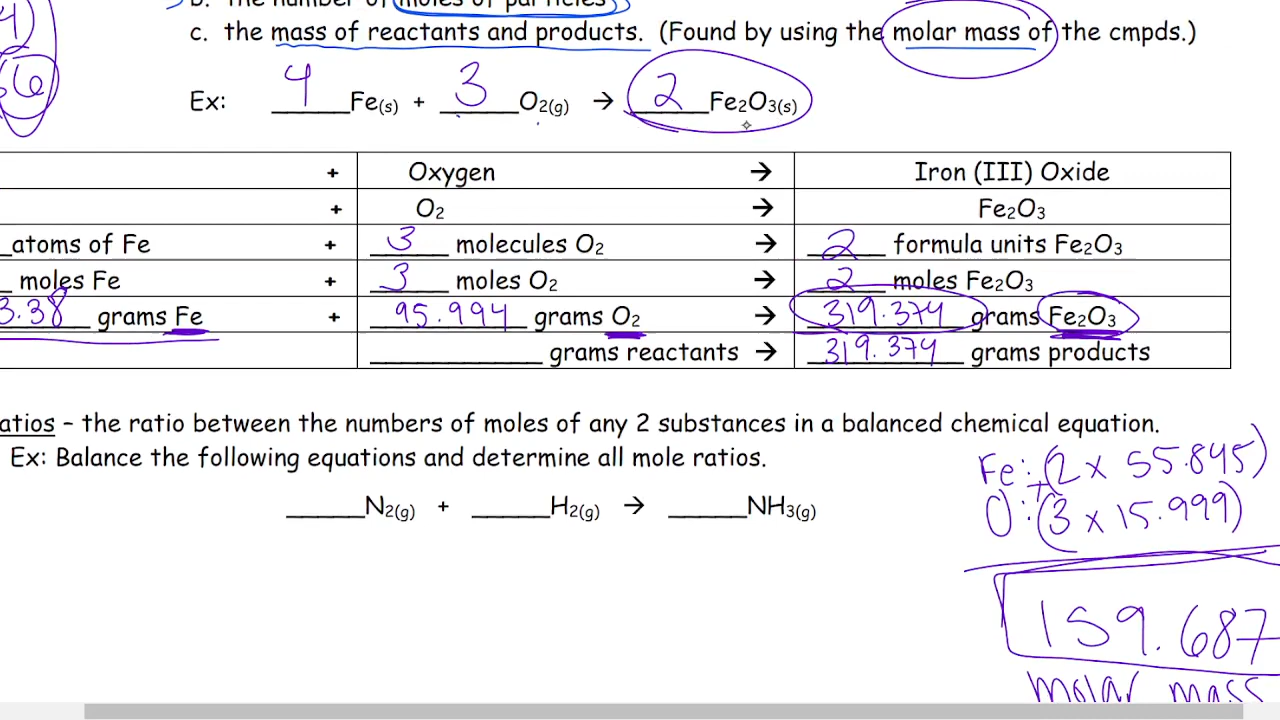 b. the number of moles of particles
c. the mass of reactants and products. (Found by using the molar mass of the cmpds.)
Ex: 4 Fe(s) + 3 O2(g) → 2 Fe2O3(s)
+ Oxygen → Iron (III) Oxide
+ O2 → Fe2O3
atoms of Fe + 3 molecules O2 → 2 formula units Fe2O3
moles Fe + 3 moles O2 → 2 moles Fe2O3
3.38 grams Fe + 95.994 grams O2 → 319.374 grams Fe2O3
______ grams reactants → 319.374 grams products
atios – the ratio between the numbers of moles of any 2 substances in a balanced chemical equation.
Ex: Balance the following equations and determine all mole ratios.
_____N2(g) + _____H2(g) → _____NH3(g)
Fe: (2 x 55.845)
+
O: (3 x 15.999)
159.687
molar mass